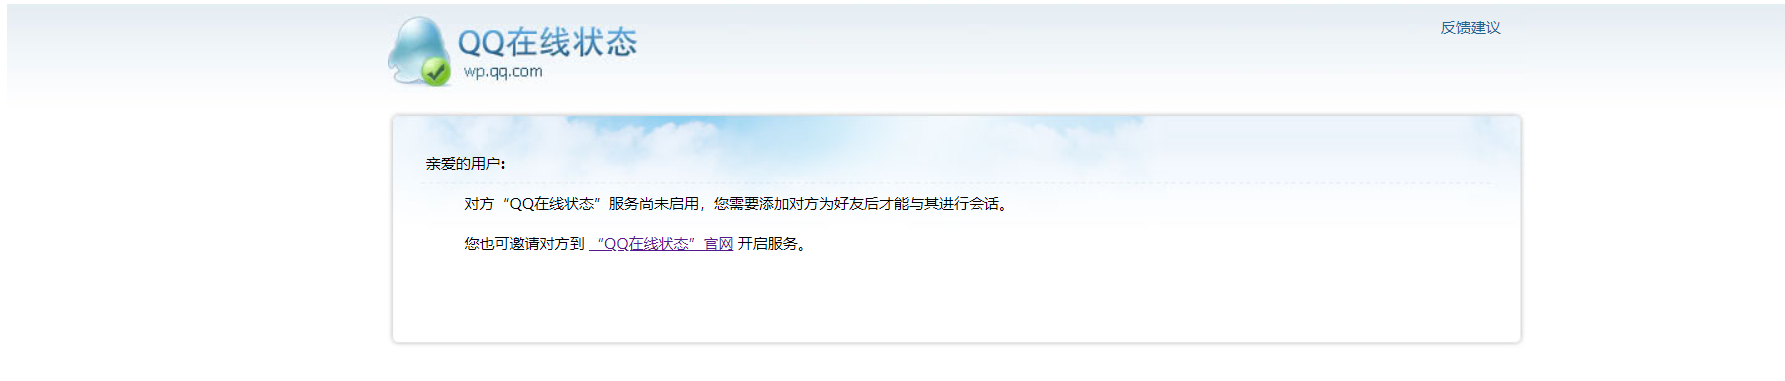 QQ在线状态
wp.qq.com
反馈建议
亲爱的用户:
对方“QQ在线状态”服务尚未启用，您需要添加对方为好友后才能与其进行会话。
您也可邀请对方到 “QQ在线状态”官网 开启服务。